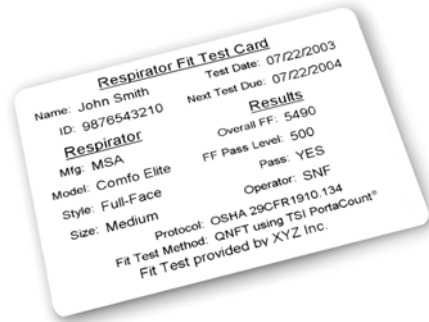 Respirator Fit Test Card
Name: John Smith
Test Date: 07/22/2003
ID: 9876543210
Next Test Due: 07/22/2004
Respirator
Mfg: MSA
Model: Comfo Elite
Style: Full-Face
Size: Medium
Results
Overall FF: 5490
FF Pass Level: 500
Pass: YES
Operator: SNF
Protocol: OSHA 29CFR1910.134
Fit Test Method: QNFT using TSI PortaCount®
Fit Test provided by XYZ Inc.